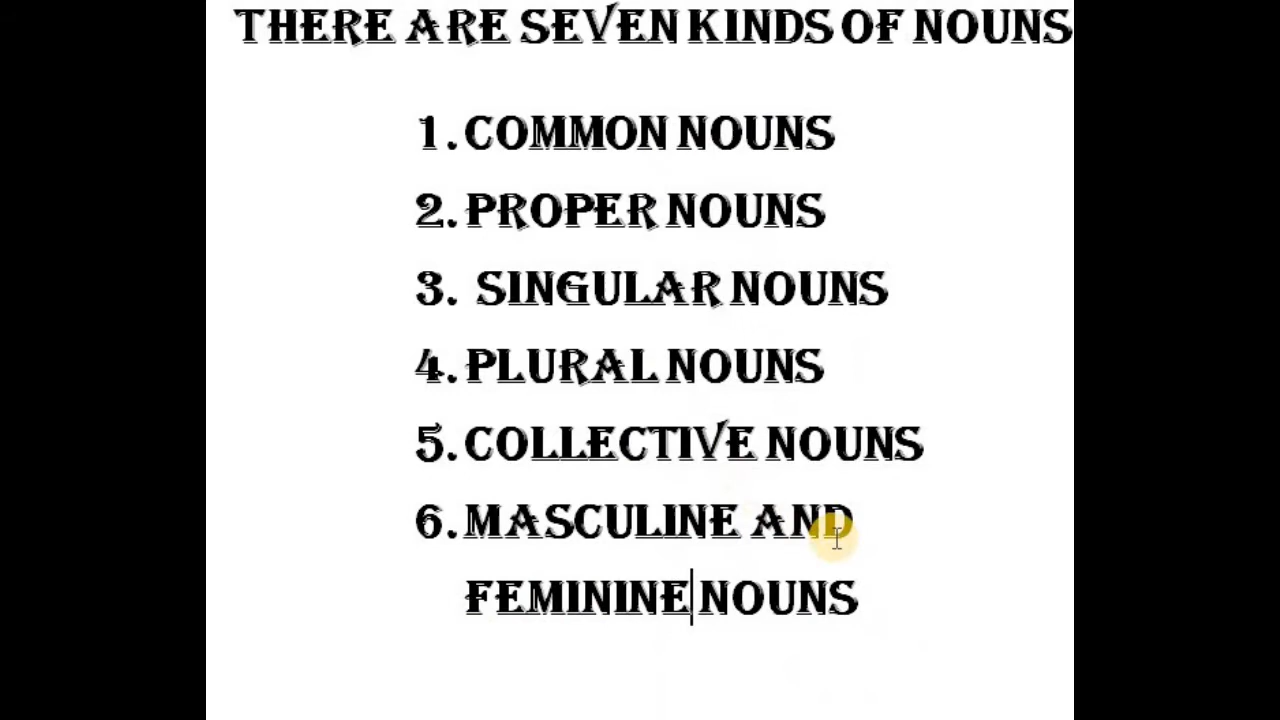 THERE ARE SEVEN KINDS OF NOUNS
1. COMMON NOUNS
2. PROPER NOUNS
3. SINGULAR NOUNS
4. PLURAL NOUNS
5. COLLECTIVE NOUNS
6. MASCULINE AND
FEMININE NOUNS